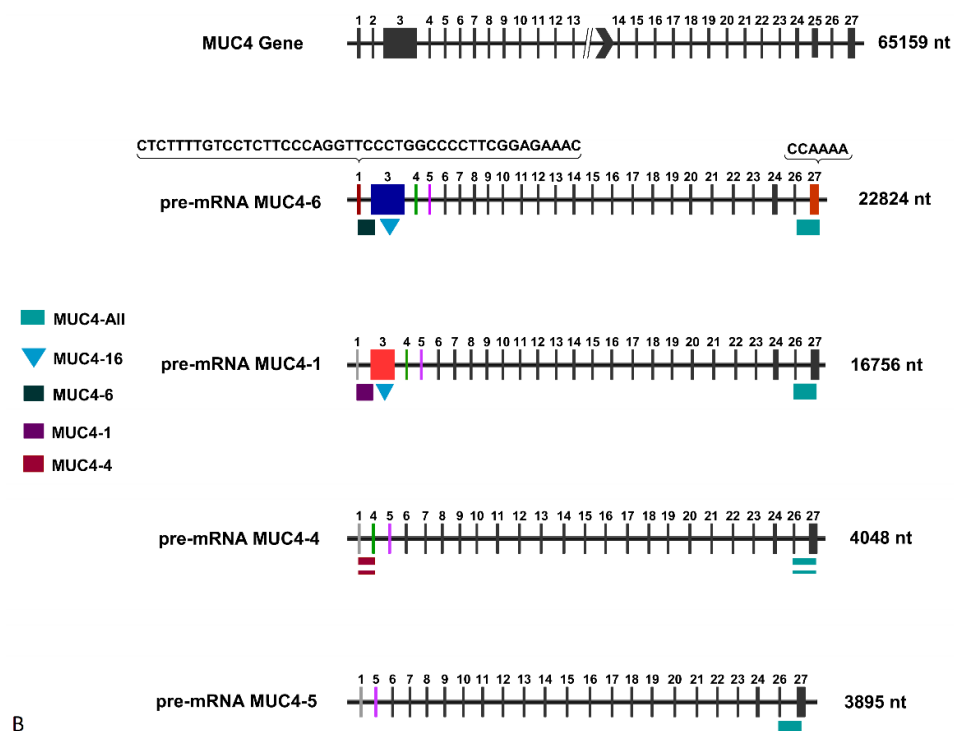 1 2 3 4 5 6 7 8 9 10 11 12 13 14 15 16 17 18 19 20 21 22 23 24 25 26 27
MUC4 Gene 65159 nt
CTCTTTTGTCCTCTTCCCAGGTTCCCTGGCCCCTTCGGAGAAAC CCAAAA
1 3 4 5 6 7 8 9 10 11 12 13 14 15 16 17 18 19 20 21 22 23 24 26 27
pre-mRNA MUC4-6 22824 nt
MUC4-All
MUC4-16
MUC4-6
MUC4-1
MUC4-4
1 3 4 5 6 7 8 9 10 11 12 13 14 15 16 17 18 19 20 21 22 23 24 26 27
pre-mRNA MUC4-1 16756 nt
1 4 5 6 7 8 9 10 11 12 13 14 15 16 17 18 19 20 21 22 23 24 26 27
pre-mRNA MUC4-4 4048 nt
1 5 6 7 8 9 10 11 12 13 14 15 16 17 18 19 20 21 22 23 24 26 27
pre-mRNA MUC4-5 3895 nt
B